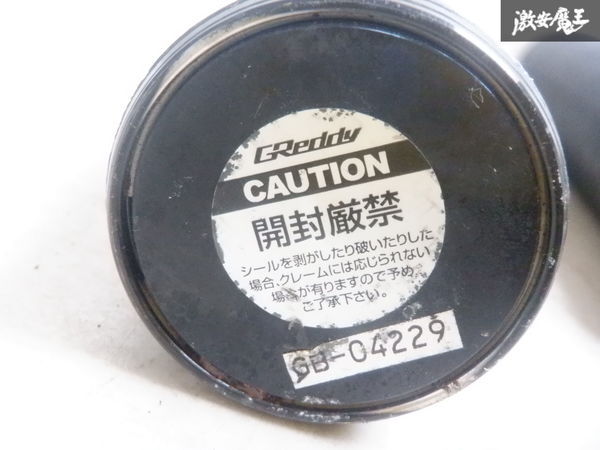 激安魔王
GReddy
CAUTION
開封厳禁
シールを剥がしたり破いたりした
場合、クレームには応じられない
場合が有りますので予め、
ご了承下さい。
GB-04229